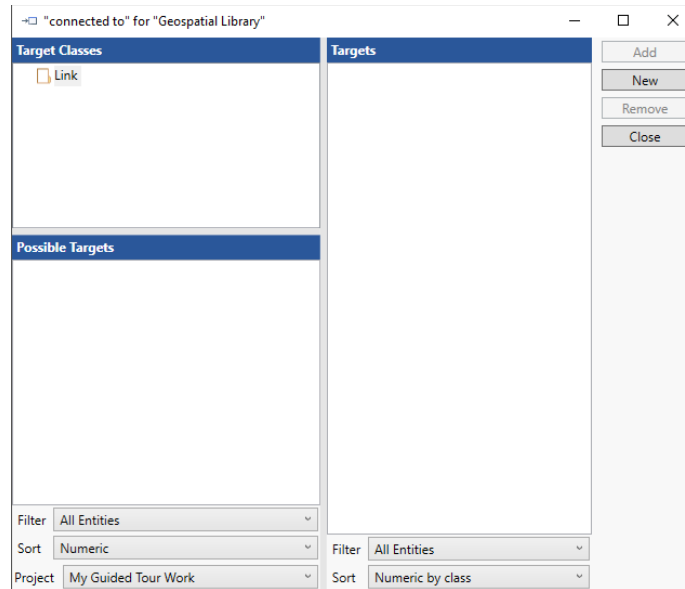 "connected to" for "Geospatial Library"
Target Classes
Link
Possible Targets
Filter All Entities
Sort Numeric
Project My Guided Tour Work
Targets
Filter All Entities
Sort Numeric by class
Add
New
Remove
Close